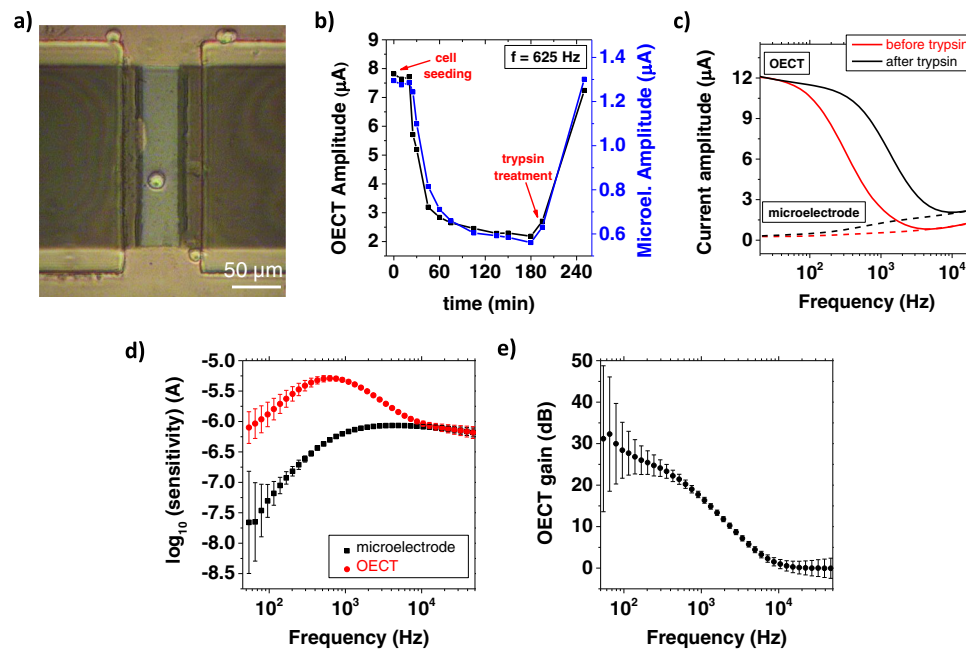 a)
50 µm
b)
OECT Amplitude (µA)
9
8
7
6
5
4
3
2
cell
seeding
f = 625 Hz
trypsin
treatment
1.4
1.2
1.0
0.8
0.6
Microel. Amplitude (µA)
0 60 120 180 240
time (min)
c)
before trypsin
after trypsin
OECT
microelectrode
Current amplitude (µA)
15
12
9
6
3
0
10² 10³ 10⁴
Frequency (Hz)
d)
log₁₀ (sensitivity) (A)
-5.0
-5.5
-6.0
-6.5
-7.0
-7.5
-8.0
-8.5
microelectrode
OECT
10² 10³ 10⁴
Frequency (Hz)
e)
OECT gain (dB)
50
40
30
20
10
0
10² 10³ 10⁴
Frequency (Hz)